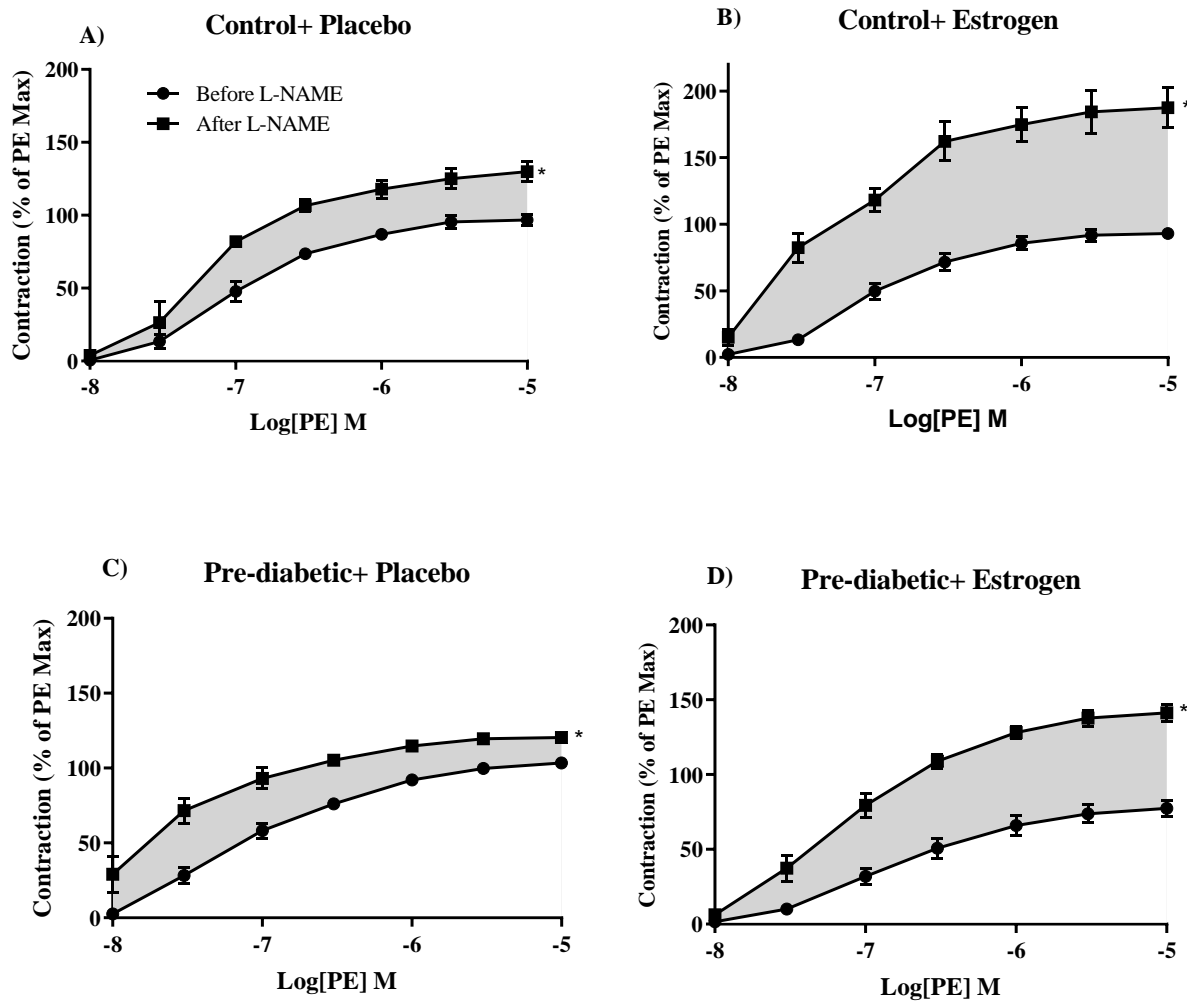 A)
Control+ Placebo
Contraction (% of PE Max)
200
150
100
50
0
Before L-NAME
After L-NAME
*
-8 -7 -6 -5
Log[PE] M
B)
Control+ Estrogen
Contraction (% of PE Max)
200
150
100
50
0
*
-8 -7 -6 -5
Log[PE] M
C)
Pre-diabetic+ Placebo
Contraction (% of PE Max)
200
150
100
50
0
*
-8 -7 -6 -5
Log[PE] M
D)
Pre-diabetic+ Estrogen
Contraction (% of PE Max)
200
150
100
50
0
*
-8 -7 -6 -5
Log[PE] M